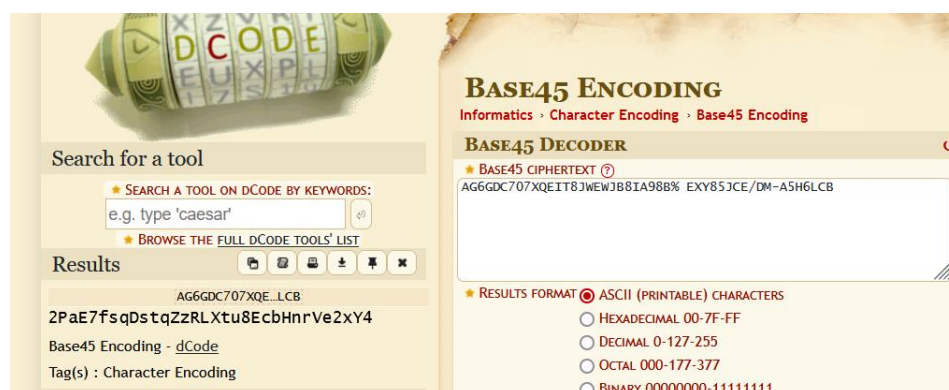 DCODE
Search for a tool
★ SEARCH A TOOL ON DCODE BY KEYWORDS:
e.g. type 'caesar'
★ BROWSE THE FULL DCODE TOOLS' LIST
Results
AG6GDC707XQE…LCB
2PaE7fsqDstqZzRLXtu8EcbHnrVe2xY4
Base45 Encoding - dCode
Tag(s) : Character Encoding
BASE45 ENCODING
Informatics › Character Encoding › Base45 Encoding
BASE45 DECODER
★ BASE45 CIPHERTEXT (?)
AG6GDC707XQEIT8JWEWJB8IA98B% EXY85JCE/DM-A5H6LCB
★ RESULTS FORMAT ASCII (PRINTABLE) CHARACTERS
HEXADECIMAL 00-7F-FF
DECIMAL 0-127-255
OCTAL 000-177-377
BINARY 00000000-11111111